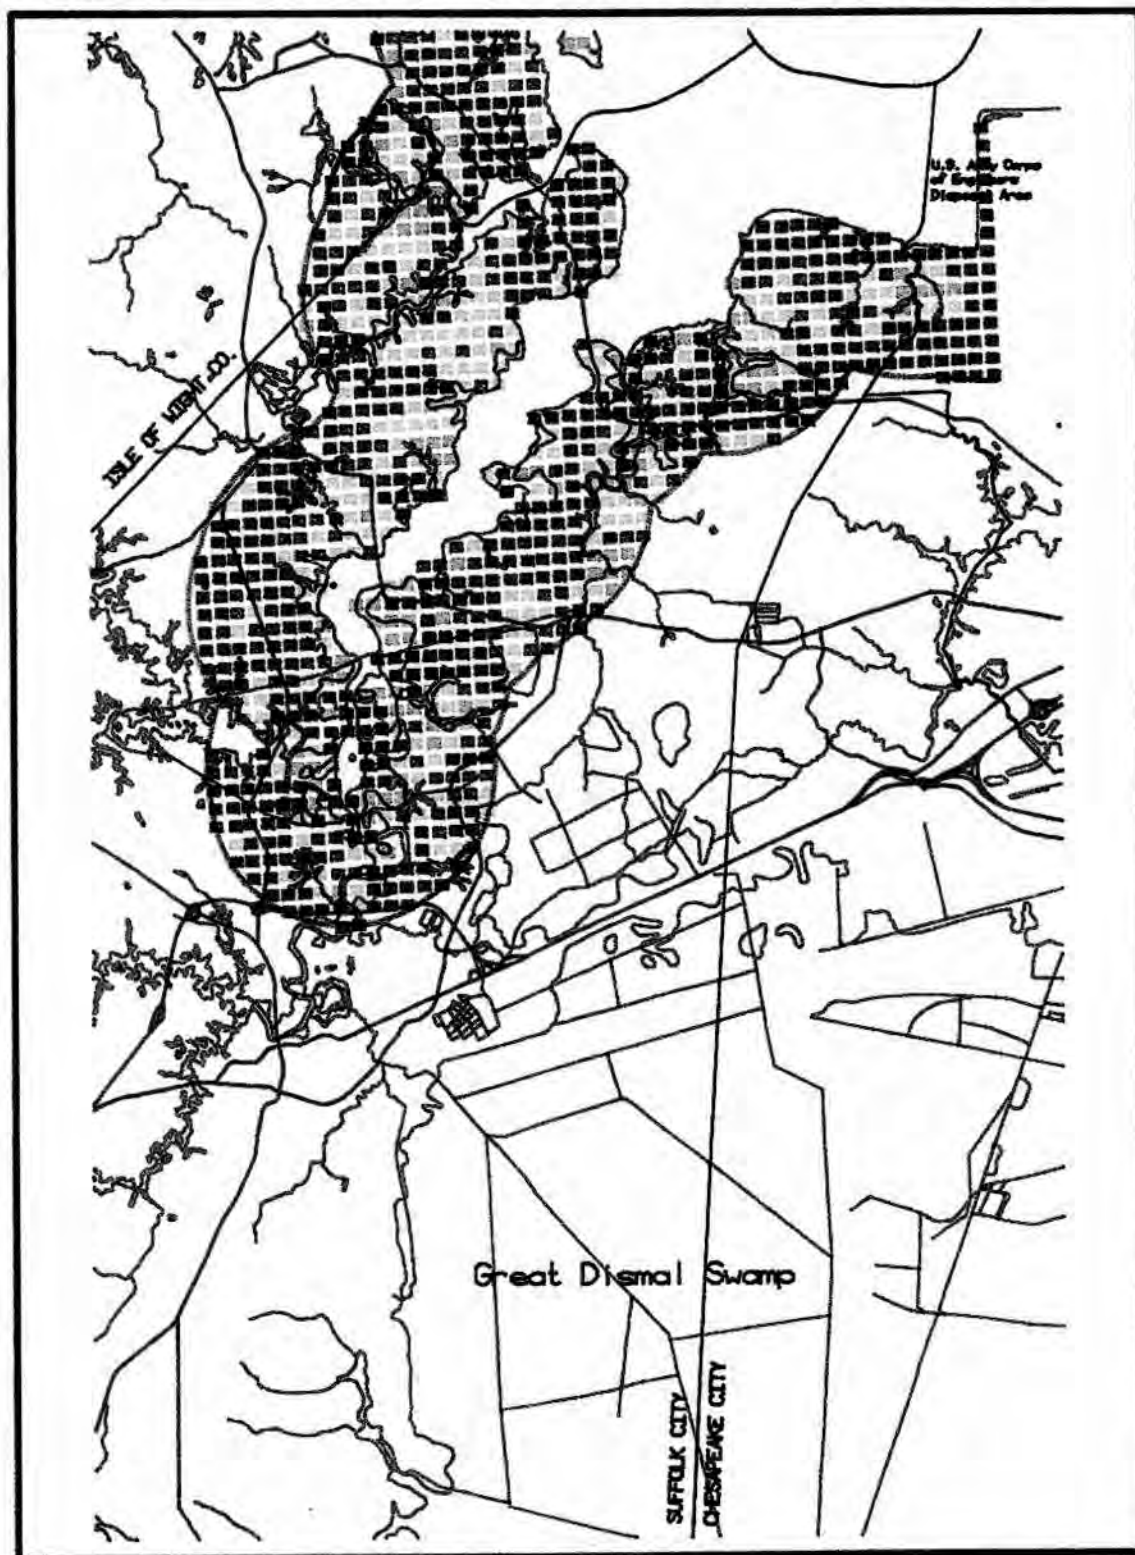 U.S. Army Corps
of Engineers
Disposal Area
ISLE OF WIGHT CO.
Great Dismal Swamp
SUFFOLK CITY
CHESAPEAKE CITY